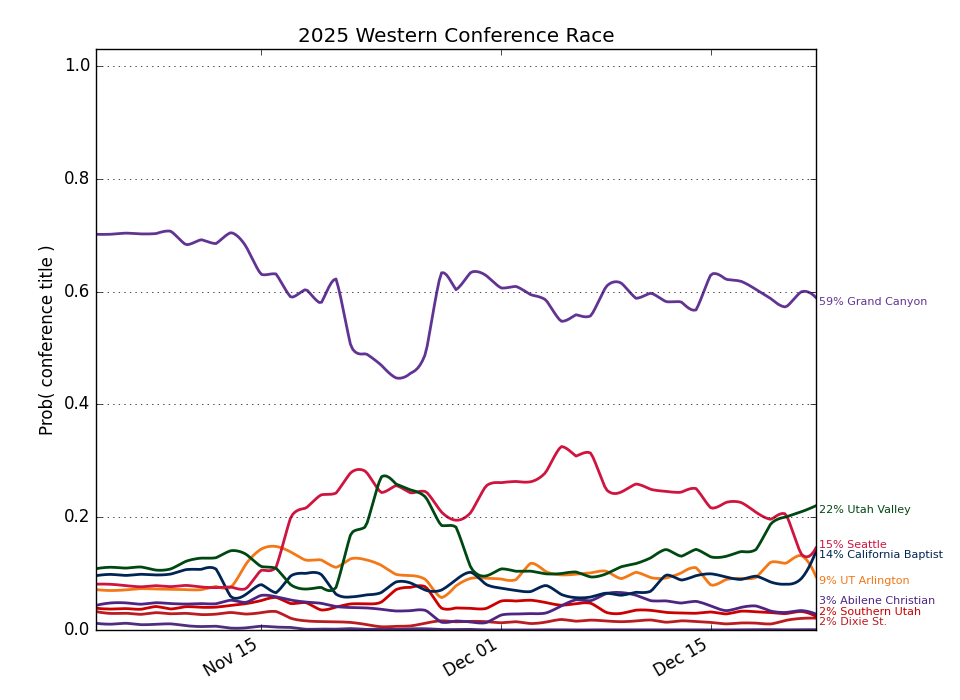 2025 Western Conference Race
Prob( conference title )
1.0
0.8
0.6
0.4
0.2
0.0
Nov 15
Dec 01
Dec 15
59% Grand Canyon
22% Utah Valley
15% Seattle
14% California Baptist
9% UT Arlington
3% Abilene Christian
2% Southern Utah
2% Dixie St.